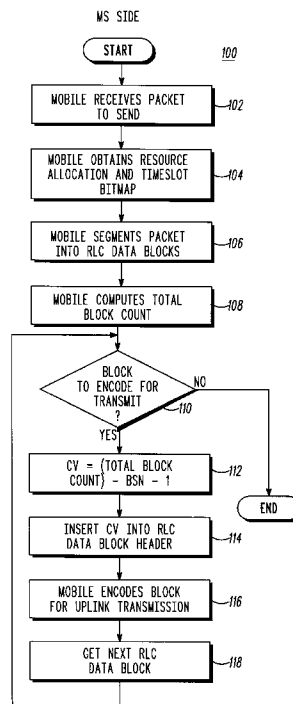 MS SIDE
START
100
MOBILE RECEIVES PACKET
TO SEND
102
MOBILE OBTAINS RESOURCE
ALLOCATION AND TIMESLOT
BITMAP
104
MOBILE SEGMENTS PACKET
INTO RLC DATA BLOCKS
106
MOBILE COMPUTES TOTAL
BLOCK COUNT
108
BLOCK
TO ENCODE FOR
TRANSMIT
?
NO
110
YES
CV = (TOTAL BLOCK
COUNT) - BSN - 1
112
END
INSERT CV INTO RLC
DATA BLOCK HEADER
114
MOBILE ENCODES BLOCK
FOR UPLINK TRANSMISSION
116
GET NEXT RLC
DATA BLOCK
118